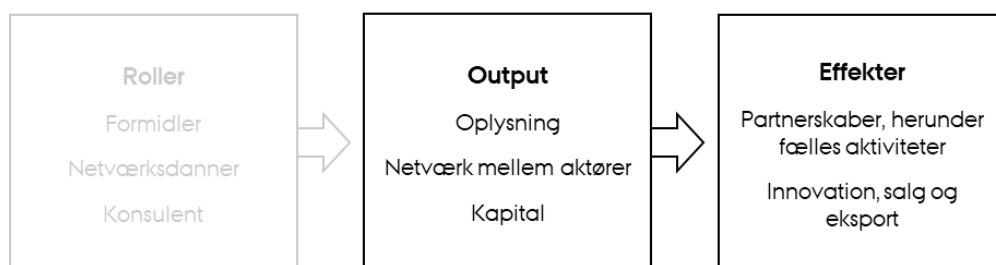 Roller
Formidler
Netværksdanner
Konsulent
Output
Oplysning
Netværk mellem aktører
Kapital
Effekter
Partnerskaber, herunder
fælles aktiviteter
Innovation, salg og
eksport